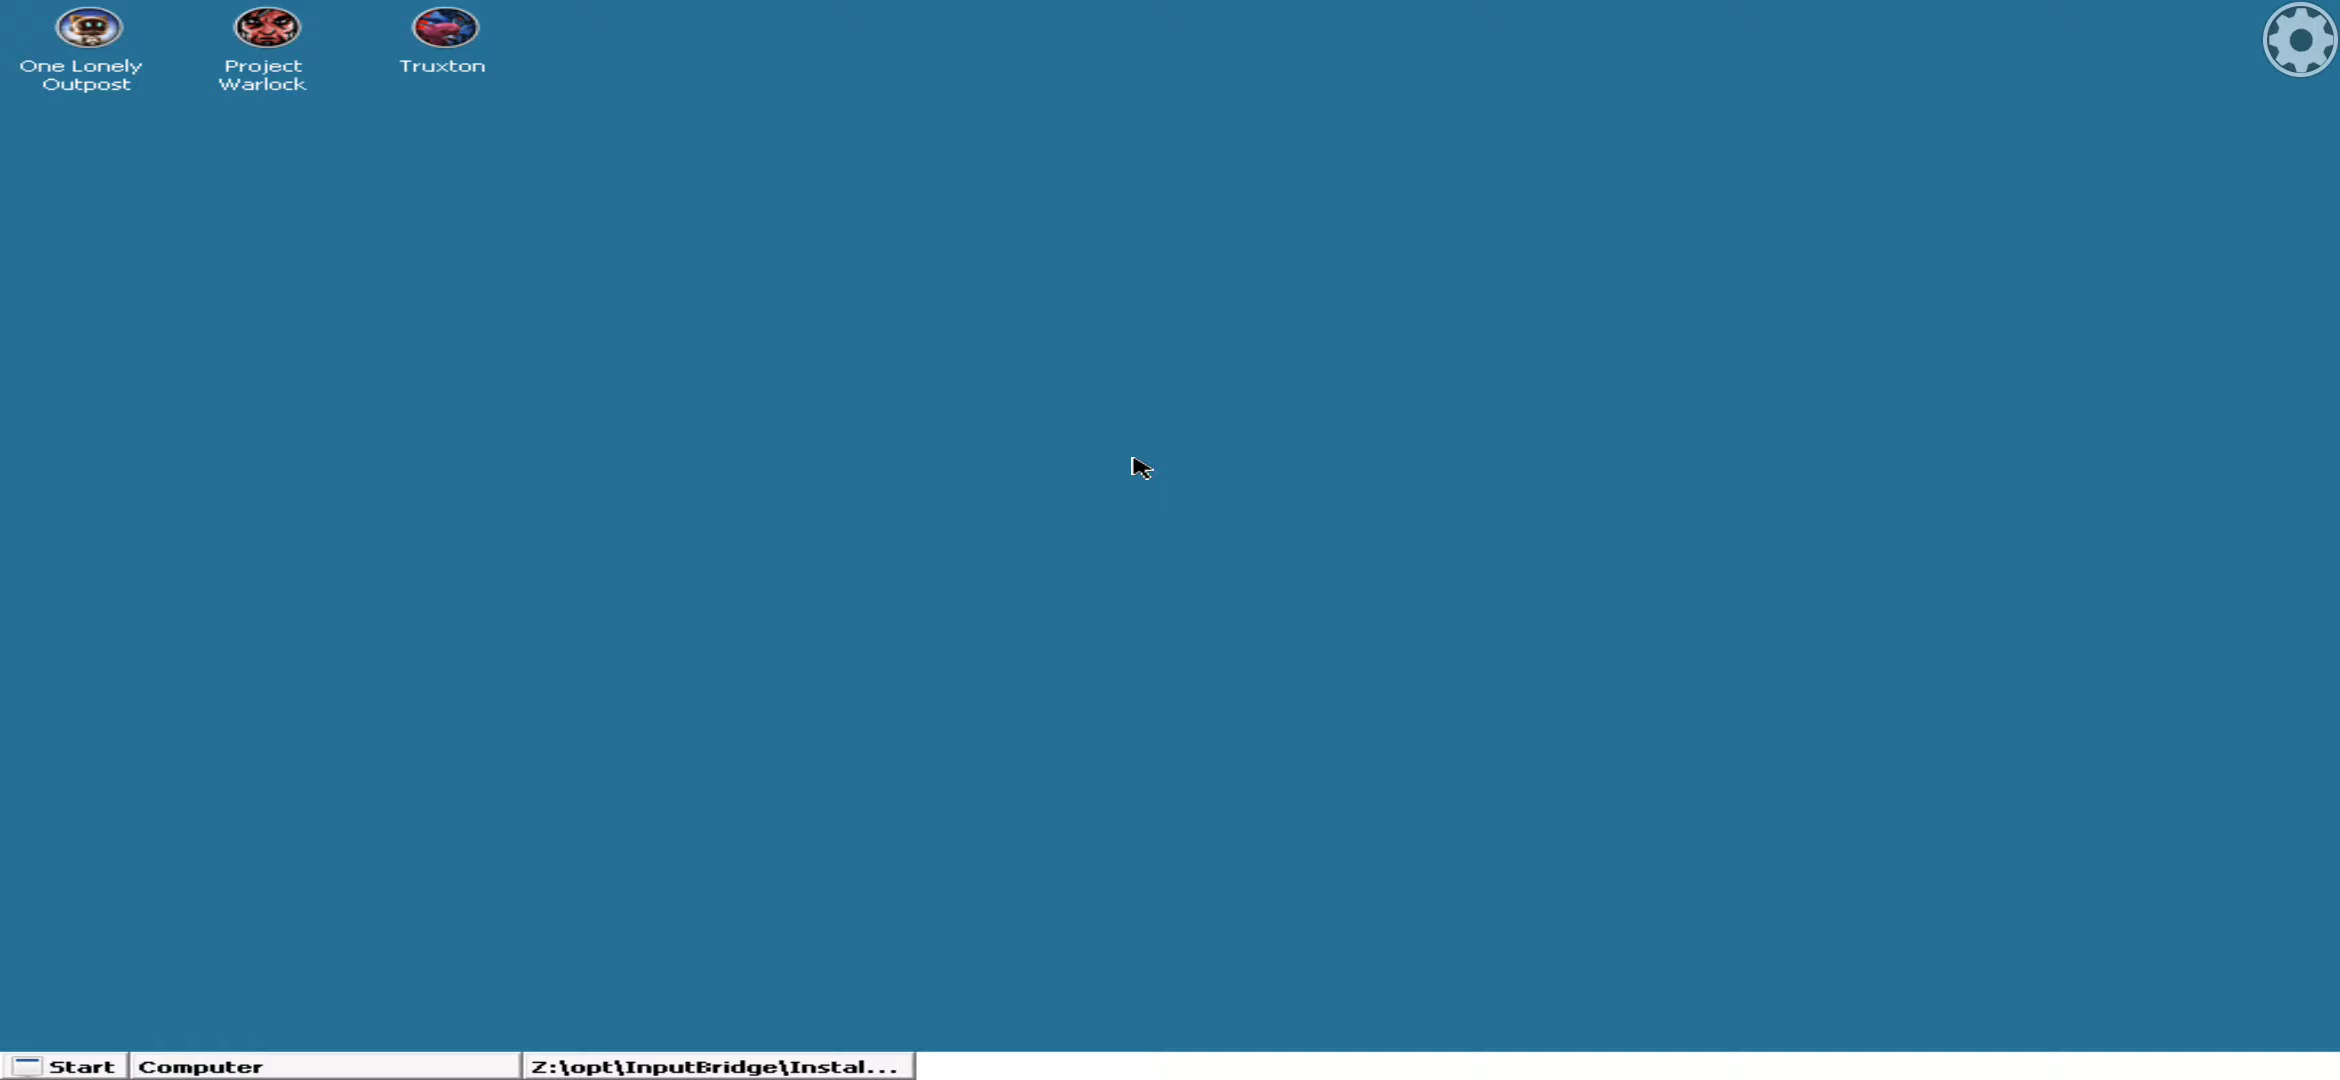 One Lonely
Outpost
Project
Warlock
Truxton
Start
Computer
Z:\opt\InputBridge\Instal...